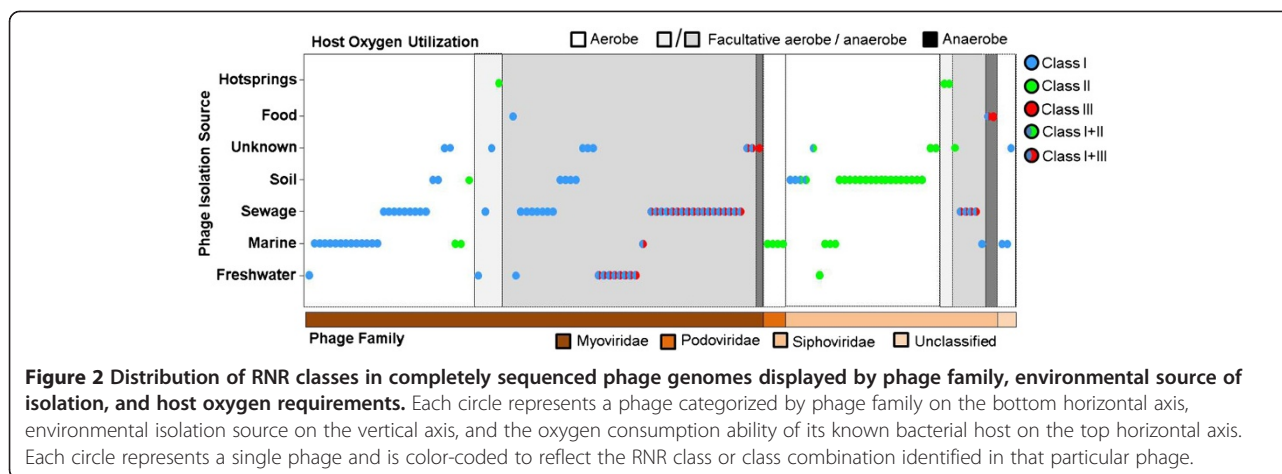 Host Oxygen Utilization Aerobe / Facultative aerobe / anaerobe Anaerobe
Phage Isolation Source
Hotsprings
Food
Unknown
Soil
Sewage
Marine
Freshwater
Class I
Class II
Class III
Class I+II
Class I+III
Phage Family Myoviridae Podoviridae Siphoviridae Unclassified
Figure 2 Distribution of RNR classes in completely sequenced phage genomes displayed by phage family, environmental source of
isolation, and host oxygen requirements. Each circle represents a phage categorized by phage family on the bottom horizontal axis,
environmental isolation source on the vertical axis, and the oxygen consumption ability of its known bacterial host on the top horizontal axis.
Each circle represents a single phage and is color-coded to reflect the RNR class or class combination identified in that particular phage.